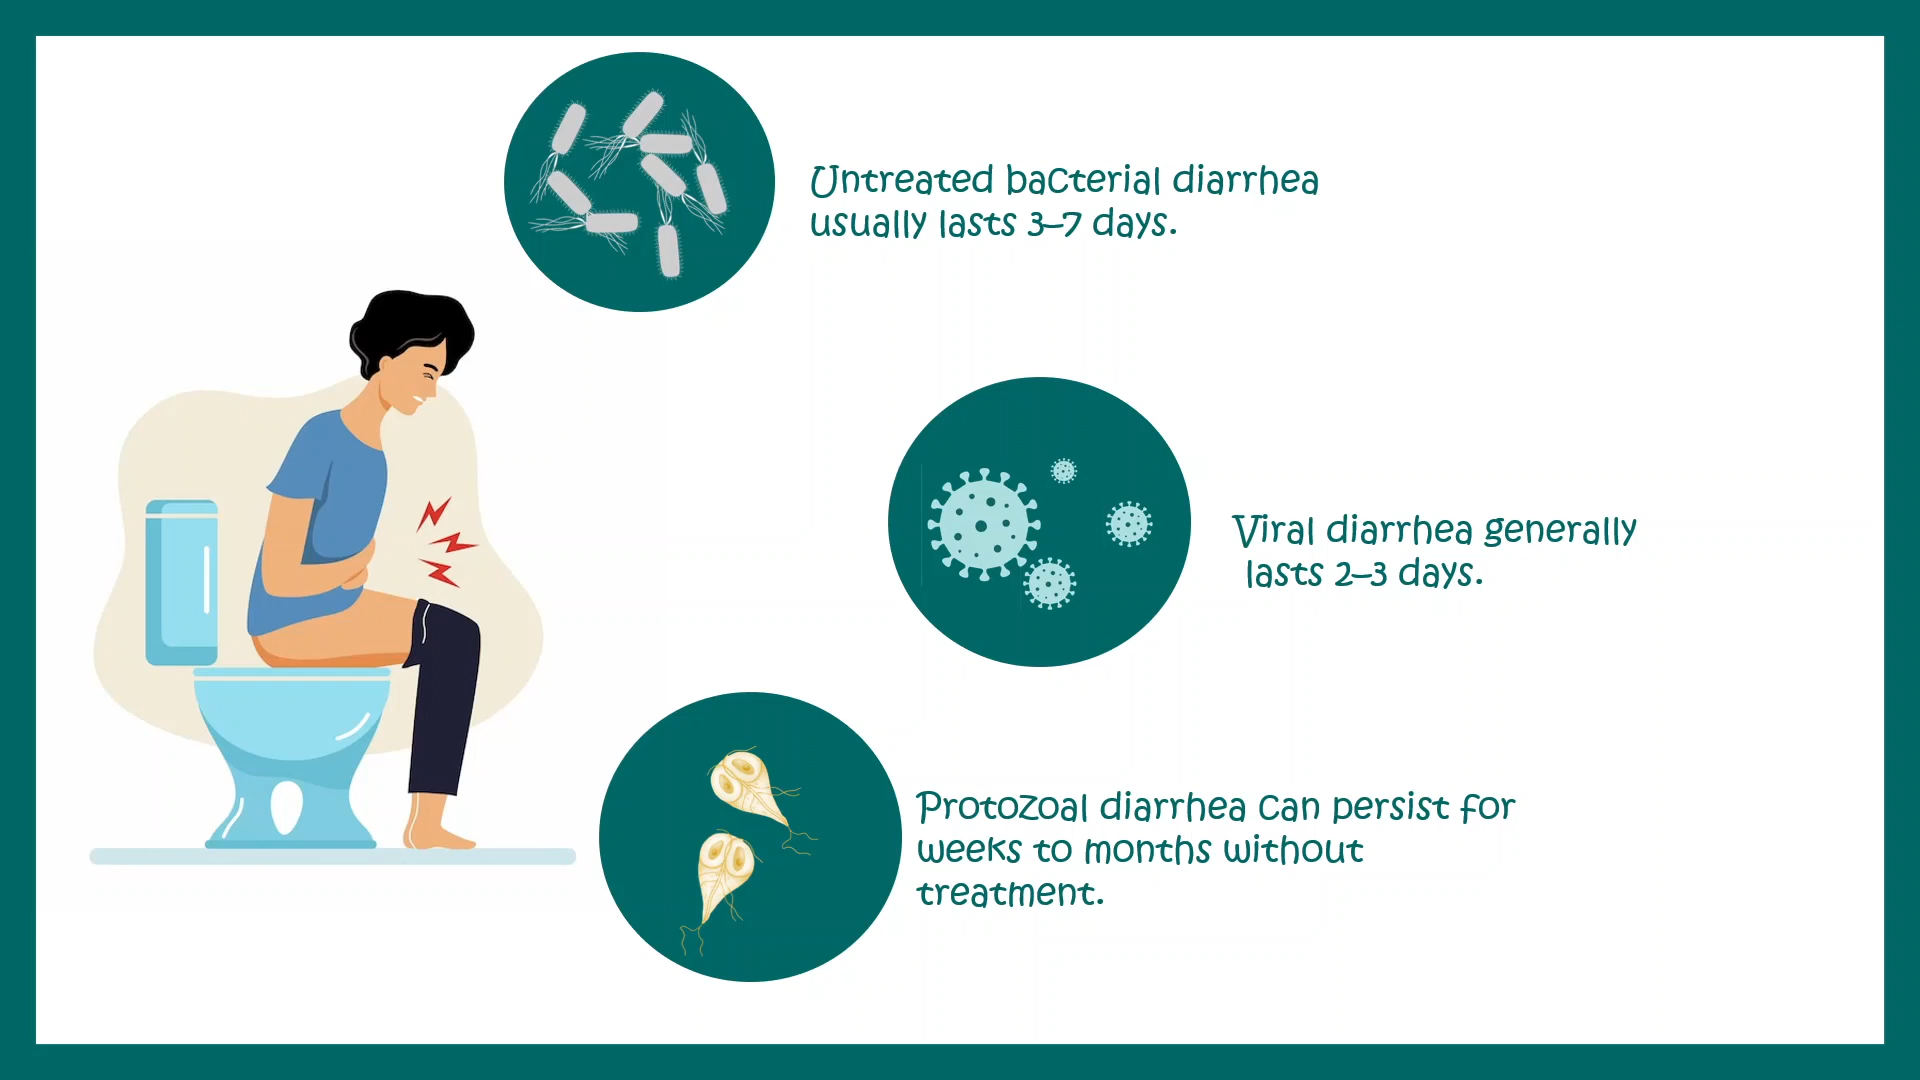 Untreated bacterial diarrhea
usually lasts 3–7 days.
Viral diarrhea generally
lasts 2–3 days.
Protozoal diarrhea can persist for
weeks to months without
treatment.